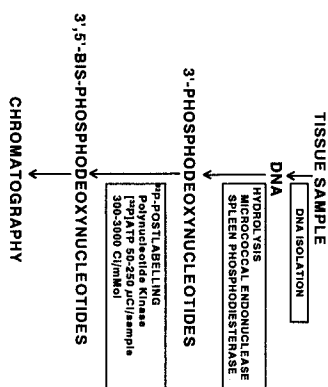 TISSUE SAMPLE
DNA ISOLATION
DNA
HYDROLYSIS
MICROCOCCAL ENDONUCLEASE
SPLEEN PHOSPHODIESTERASE
3'-PHOSPHODEOXYNUCLEOTIDES
³²P-POSTLABELLING
Polynucleotide Kinase
[³²P]ATP 50-250 µCi/sample
300-3000 Ci/mMol
3',5'-BIS-PHOSPHODEOXYNUCLEOTIDES
CHROMATOGRAPHY